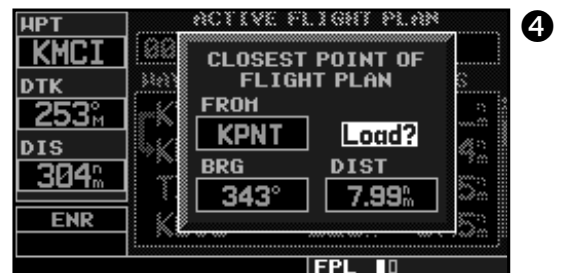 4
ACTIVE FLIGHT PLAN
WPT
KMCI
DTK
253°M
DIS
304nm
ENR
CLOSEST POINT OF
FLIGHT PLAN
FROM
KPNT Load?
BRG DIST
343° 7.99nm
FPL